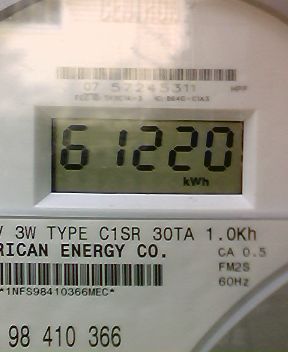 CENTRON
07 57245311
61220
kWh
V 3W TYPE C1SR 30TA 1.0Kh
RICAN ENERGY CO.
CA 0.5
FM2S
60Hz
*1NFS98410366MEC*
98 410 366